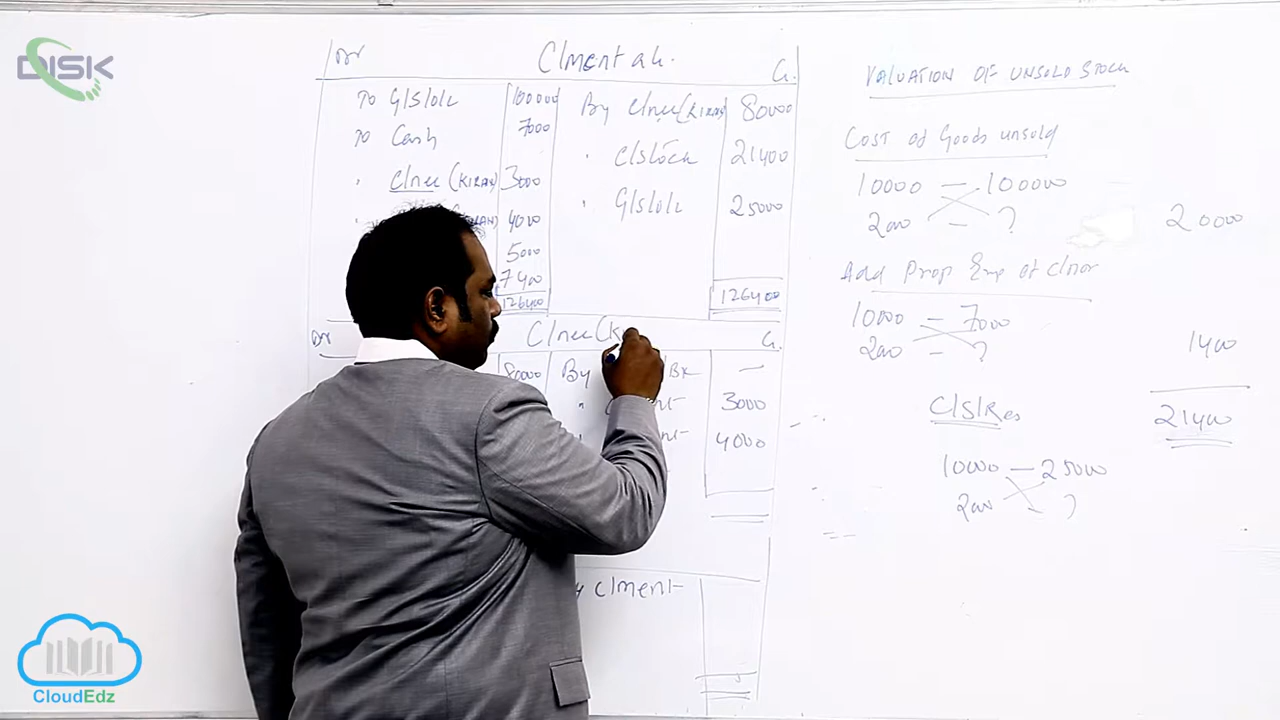 DISK
Dr Clment a/c. Cr.
To G/S/o/c 100000 By Clnee (KIRAN) 80000
To Cash 7000 " C/Stock 21400
" Clnee (KIRAN) 3000 " G/S/o/c 25000
4000
5000
7400
126400 126400
Dr Clnee (K Cr.
80000 By —
" 3000
" 4000
Clment
VALUATION OF UNSOLD STOCK
Cost of Goods unsold
10000 — 100000
2000 — ? 20000
Add Prop Exp of Clnor
10000 — 7000
2000 — ? 1400
C/S/Res 21400
10000 — 25000
2000 ?
CloudEdz